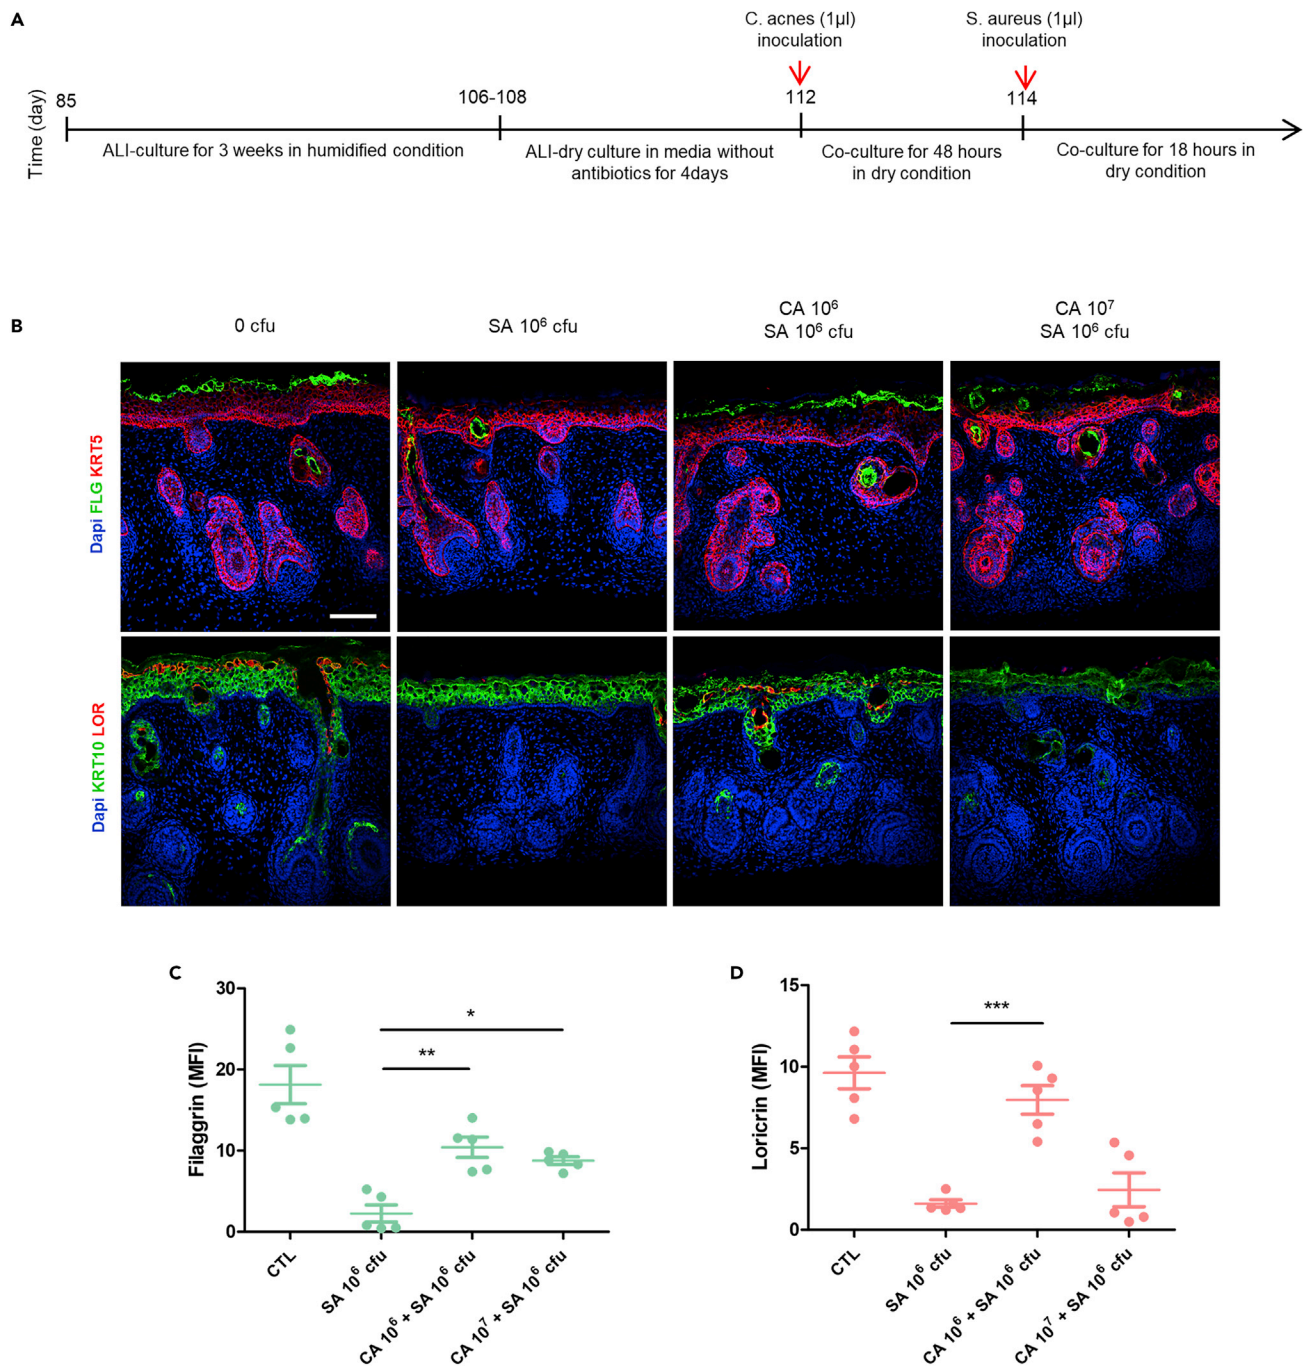 A
Time (day)
85
106-108
C. acnes (1µl)
inoculation
112
S. aureus (1µl)
inoculation
114
ALI-culture for 3 weeks in humidified condition
ALI-dry culture in media without
antibiotics for 4days
Co-culture for 48 hours
in dry condition
Co-culture for 18 hours in
dry condition
B
0 cfu
SA 10⁶ cfu
CA 10⁶
SA 10⁶ cfu
CA 10⁷
SA 10⁶ cfu
Dapi FLG KRT5
Dapi KRT10 LOR
C
Filaggrin (MFI)
30
20
10
0
*
**
CTL
SA 10⁶ cfu
CA 10⁶ + SA 10⁶ cfu
CA 10⁷ + SA 10⁶ cfu
D
Loricrin (MFI)
15
10
5
0
***
CTL
SA 10⁶ cfu
CA 10⁶ + SA 10⁶ cfu
CA 10⁷ + SA 10⁶ cfu